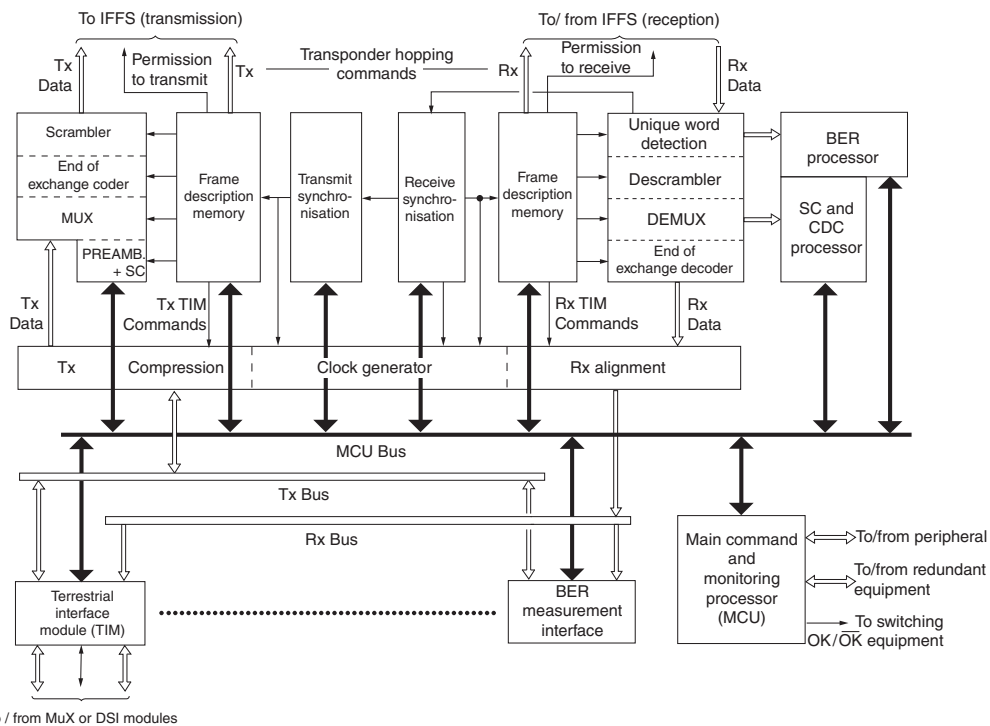 To IFFS (transmission)
To/ from IFFS (reception)
Tx
Data
Permission
to transmit
Tx
Transponder hopping
commands
Rx
Permission
to receive
Rx
Data
Scrambler
End of
exchange coder
MUX
PREAMB.
+ SC
Frame
description
memory
Transmit
synchro-
nisation
Receive
synchro-
nisation
Frame
description
memory
Unique word
detection
Descrambler
DEMUX
End of
exchange decoder
BER
processor
SC and
CDC
processor
Tx
Data
Tx TIM
Commands
Rx TIM
Commands
Rx
Data
Tx
Compression
Clock generator
Rx alignment
MCU Bus
Tx Bus
Rx Bus
Terrestrial
interface
module (TIM)
BER
measurement
interface
Main command
and
monitoring
processor
(MCU)
To/from peripheral
To/from redundant
equipment
To switching
OK/O̅K̅ equipment
/ from MuX or DSI modules